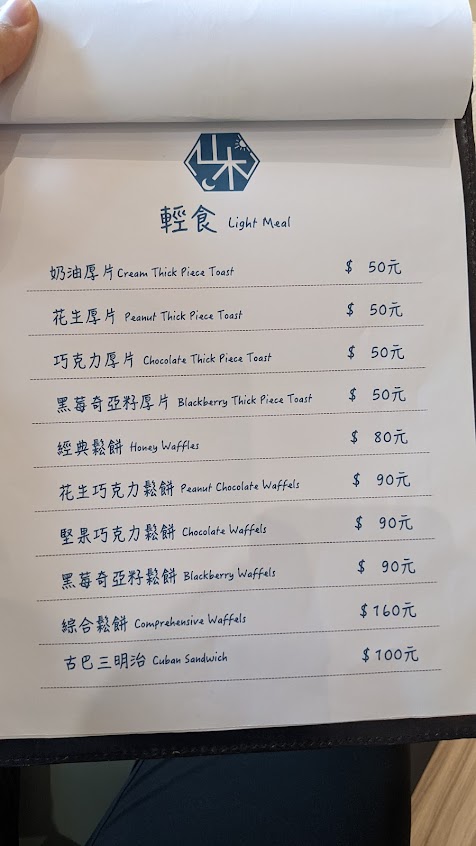 山木
輕食 Light Meal
奶油厚片 Cream Thick Piece Toast $ 50元
花生厚片 Peanut Thick Piece Toast $ 50元
巧克力厚片 Chocolate Thick Piece Toast $ 50元
黑莓奇亞籽厚片 Blackberry Thick Piece Toast $ 50元
經典鬆餅 Honey Waffles $ 80元
花生巧克力鬆餅 Peanut Chocolate Waffels $ 90元
堅果巧克力鬆餅 Chocolate Waffels $ 90元
黑莓奇亞籽鬆餅 Blackberry Waffels $ 90元
綜合鬆餅 Comprehensive Waffels $160元
古巴三明治 Cuban Sandwich $100元